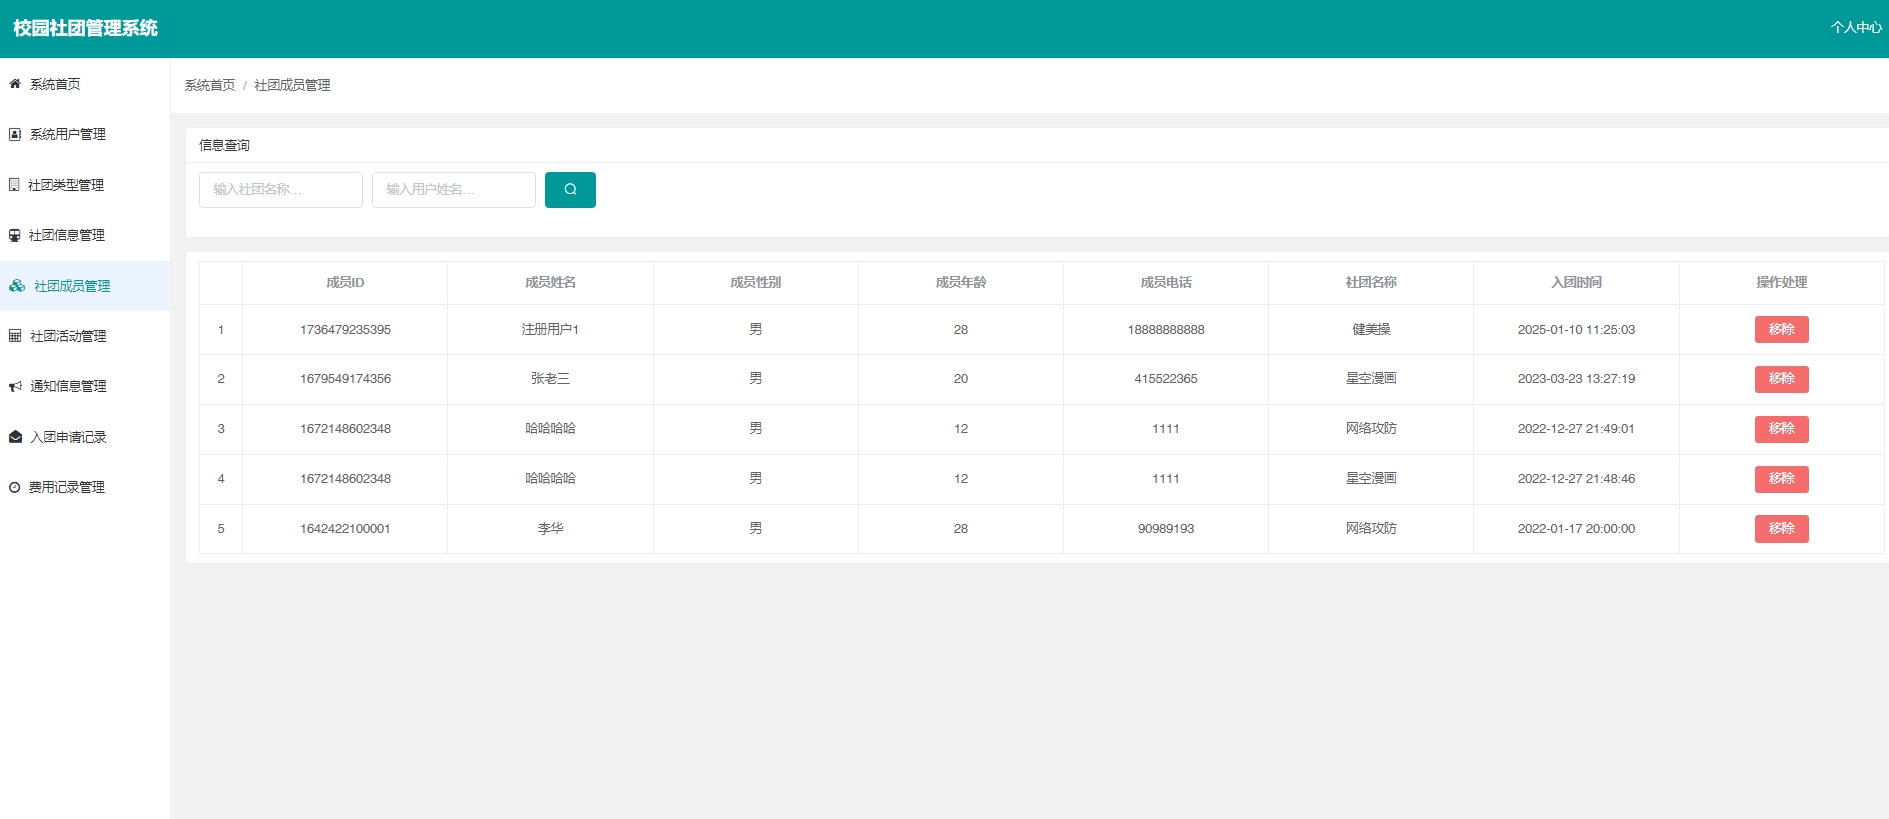 校园社团管理系统
个人中心
系统首页
系统用户管理
社团类型管理
社团信息管理
社团成员管理
社团活动管理
通知信息管理
入团申请记录
费用记录管理
系统首页 / 社团成员管理
信息查询
输入社团名称... 输入用户姓名...
成员ID 成员姓名 成员性别 成员年龄 成员电话 社团名称 入团时间 操作处理
1 1736479235395 注册用户1 男 28 18888888888 健美操 2025-01-10 11:25:03 移除
2 1679549174356 张老三 男 20 415522365 星空漫画 2023-03-23 13:27:19 移除
3 1672148602348 哈哈哈哈 男 12 1111 网络攻防 2022-12-27 21:49:01 移除
4 1672148602348 哈哈哈哈 男 12 1111 星空漫画 2022-12-27 21:48:46 移除
5 1642422100001 李华 男 28 90989193 网络攻防 2022-01-17 20:00:00 移除